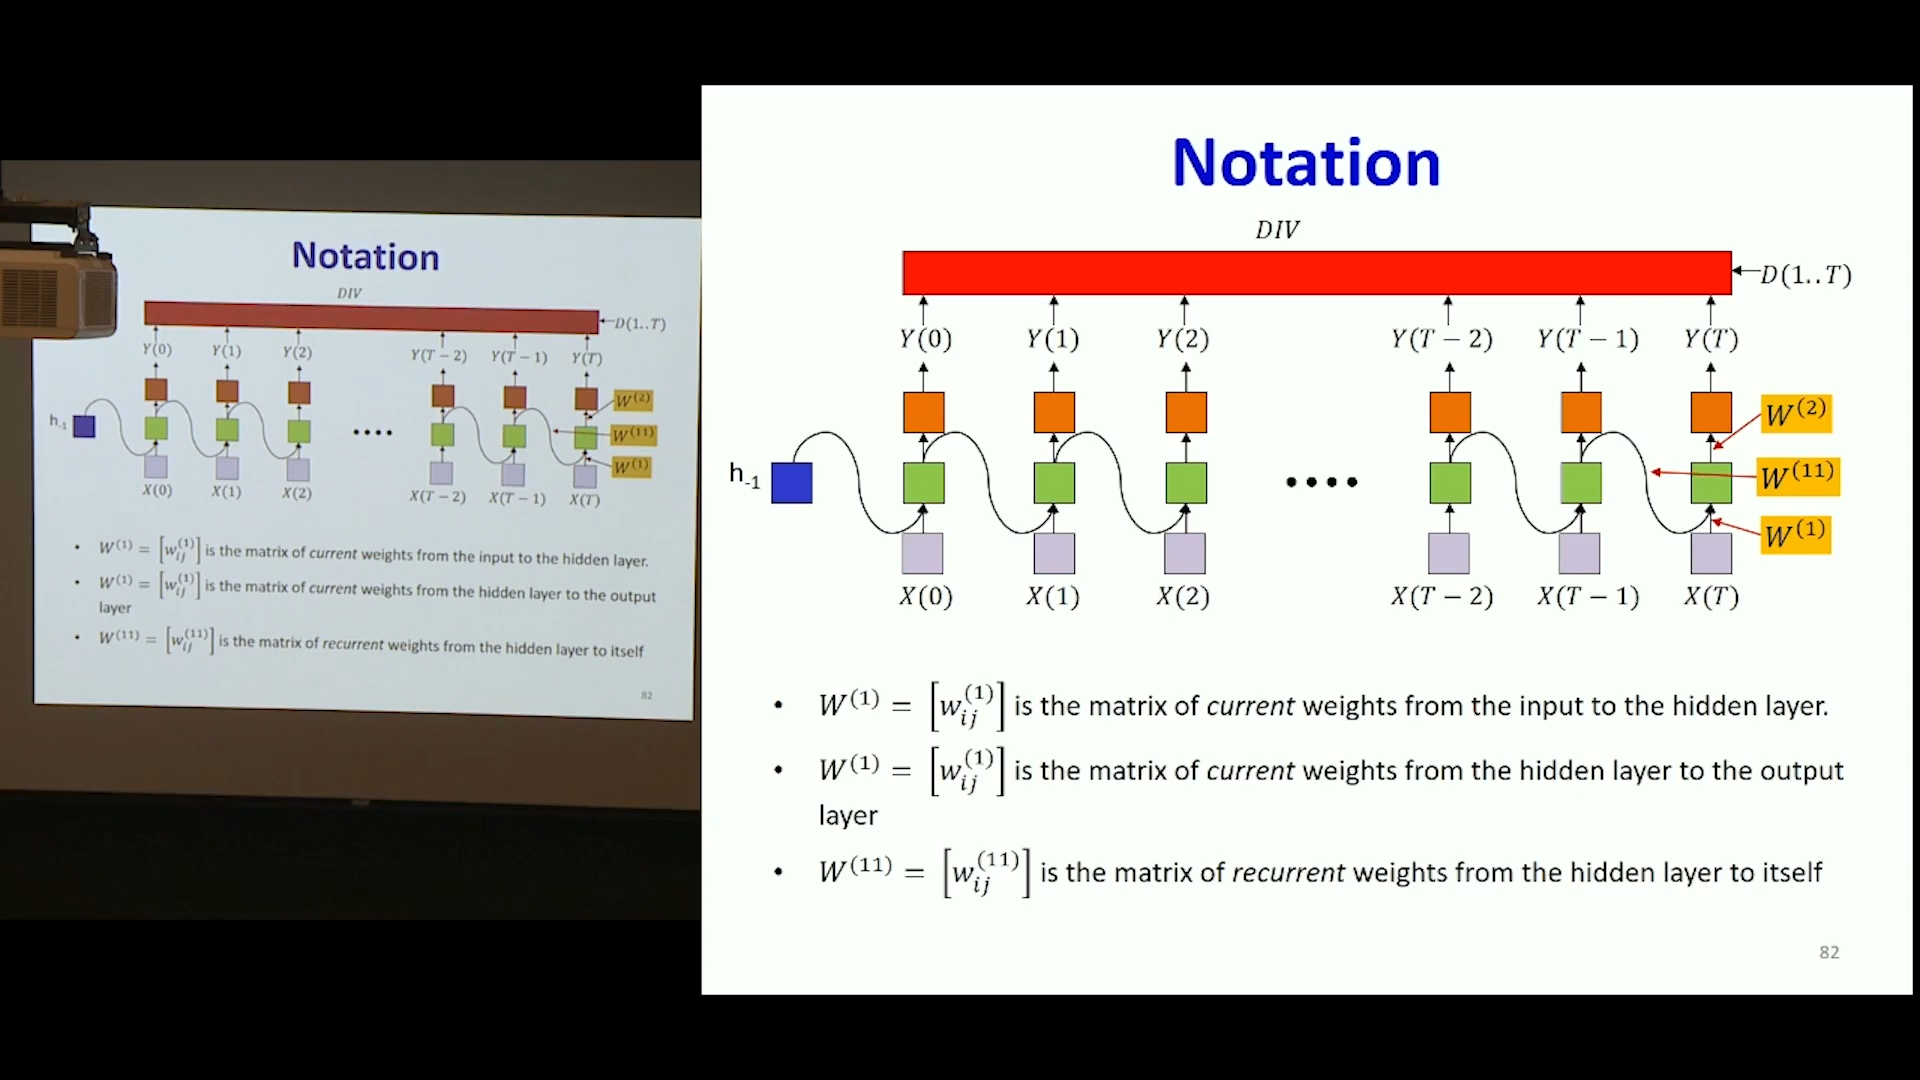 Notation
DIV
D(1..T)
Y(0) Y(1) Y(2) Y(T − 2) Y(T − 1) Y(T)
h-1
W(2)
W(11)
W(1)
X(0) X(1) X(2) X(T − 2) X(T − 1) X(T)
• W(1) = [wij(1)] is the matrix of current weights from the input to the hidden layer.
• W(1) = [wij(1)] is the matrix of current weights from the hidden layer to the output
layer
• W(11) = [wij(11)] is the matrix of recurrent weights from the hidden layer to itself
82
Notation
DIV
D(1..T)
Y(0) Y(1) Y(2) Y(T − 2) Y(T − 1) Y(T)
h-1
W(2)
W(11)
W(1)
X(0) X(1) X(2) X(T − 2) X(T − 1) X(T)
• W(1) = [wij(1)] is the matrix of current weights from the input to the hidden layer.
• W(1) = [wij(1)] is the matrix of current weights from the hidden layer to the output
layer
• W(11) = [wij(11)] is the matrix of recurrent weights from the hidden layer to itself
82